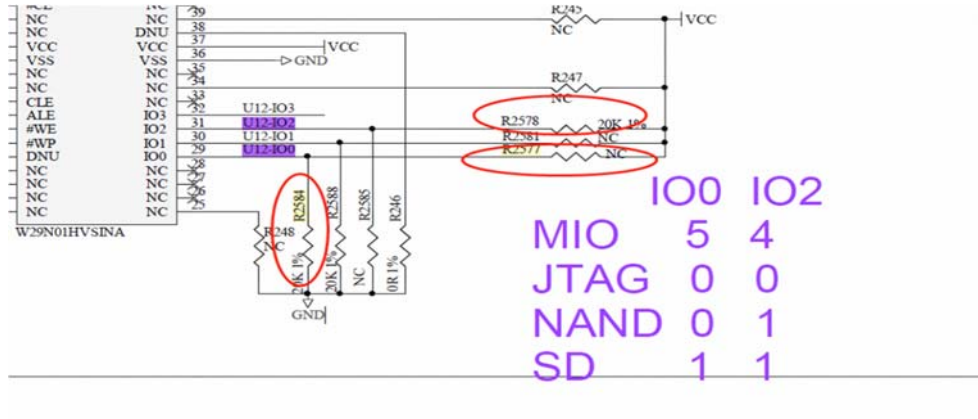 #CE NC 39 R245
NC NC 38 NC VCC
NC DNU 37
VCC VCC 36 VCC
VSS VSS 35 GND
NC NC 34 R247
NC NC 33 NC
CLE NC 32
ALE IO3 31 U12-IO3
#WE IO2 30 U12-IO2 R2578 20K 1%
#WP IO1 29 U12-IO1 R2581 NC
DNU IO0 28 U12-IO0 R2577 NC
NC NC 27
NC NC 26
NC NC 25
NC NC
W29N01HVSINA
R248 NC
R2584 20K 1%
R2588 20K 1%
R2585 NC
R246 0R 1%
GND
IO0 IO2
MIO 5 4
JTAG 0 0
NAND 0 1
SD 1 1